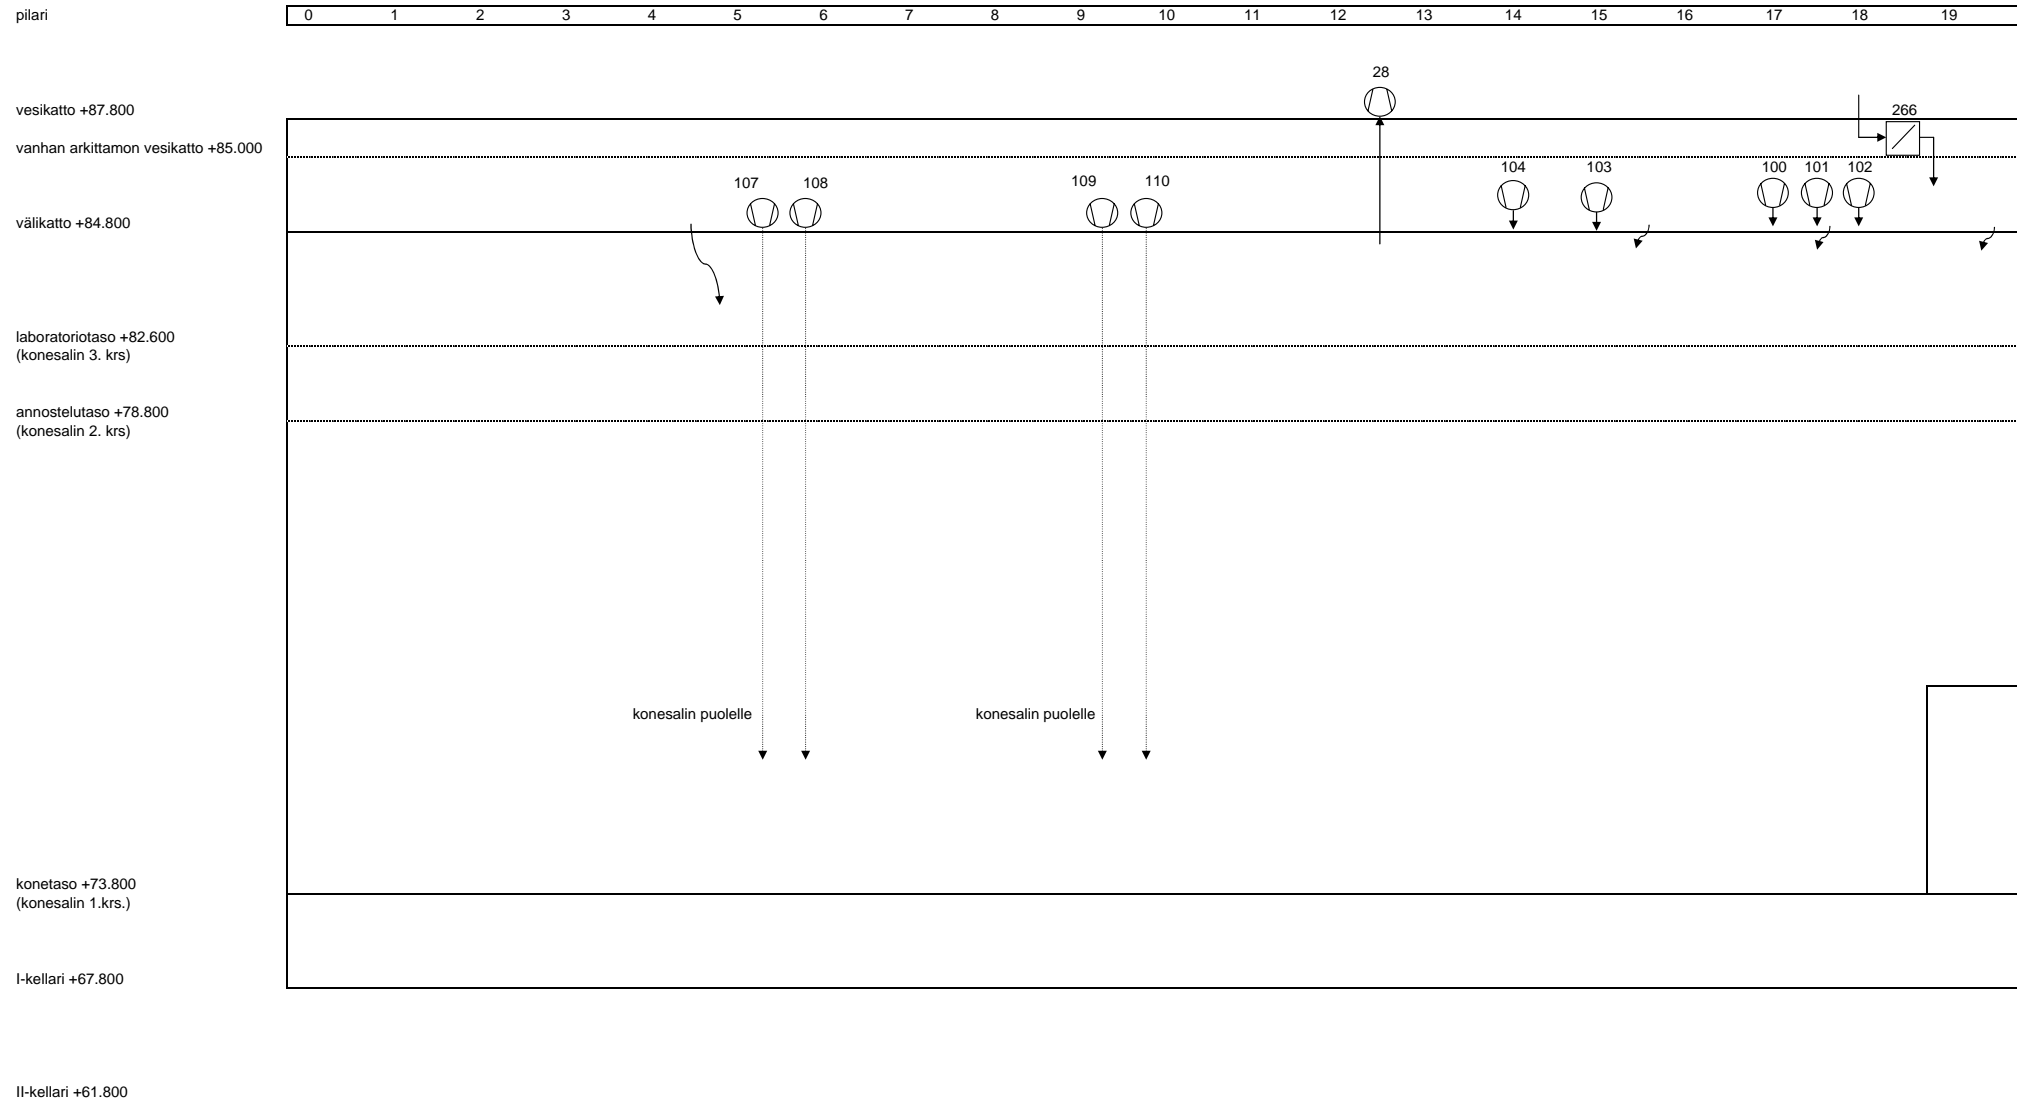 pilari 0 1 2 3 4 5 6 7 8 9 10 11 12 13 14 15 16 17 18 19
28
vesikatto +87.800
266
vanhan arkittamon vesikatto +85.000
104 103 100 101 102
107 108 109 110
välikatto +84.800
laboratoriotaso +82.600
(konesalin 3. krs)
annostelutaso +78.800
(konesalin 2. krs)
konesalin puolelle konesalin puolelle
konetaso +73.800
(konesalin 1.krs.)
I-kellari +67.800
II-kellari +61.800